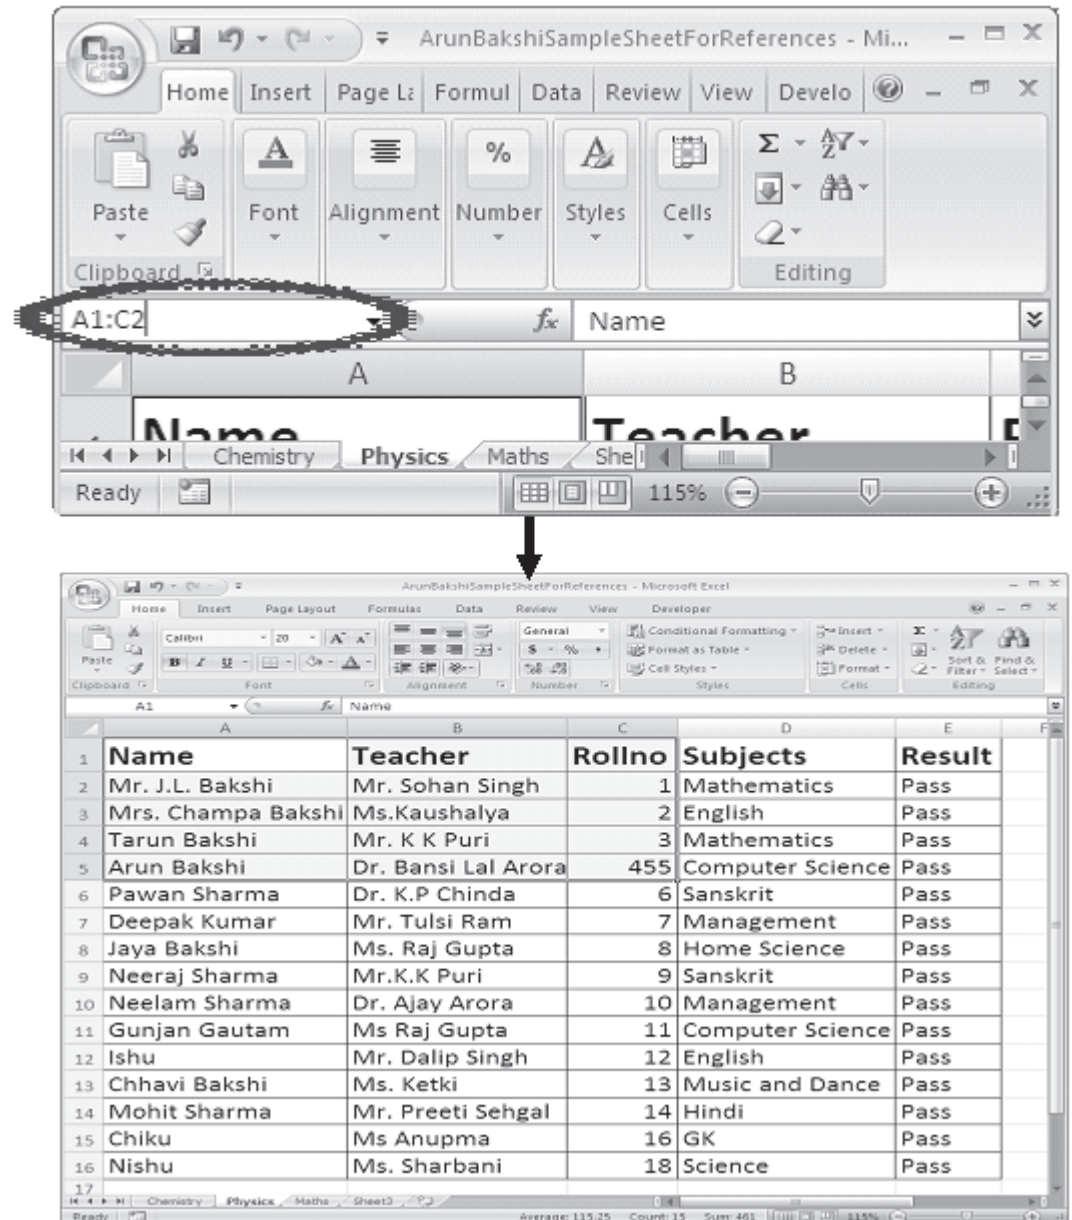 ArunBakshiSampleSheetForReferences - Mi...
Home Insert Page La Formul Data Review View Develo
Paste Font Alignment Number Styles Cells
Clipboard Editing
A1:C2 fx Name
A B
Name Teacher
Chemistry Physics Maths She
Ready 115%
ArunBakshiSampleSheetForReferences - Microsoft Excel
Home Insert Page Layout Formulas Data Review View Developer
Calibri 20 A A General Conditional Formatting Insert Σ
Paste B I U A $ % , Format as Table Delete Sort & Find &
Cell Styles Format Filter Select
Clipboard Font Alignment Number Styles Cells Editing
A1 fx Name
A B C D E F
1 Name Teacher Rollno Subjects Result
2 Mr. J.L. Bakshi Mr. Sohan Singh 1 Mathematics Pass
3 Mrs. Champa Bakshi Ms.Kaushalya 2 English Pass
4 Tarun Bakshi Mr. K K Puri 3 Mathematics Pass
5 Arun Bakshi Dr. Bansi Lal Arora 455 Computer Science Pass
6 Pawan Sharma Dr. K.P Chinda 6 Sanskrit Pass
7 Deepak Kumar Mr. Tulsi Ram 7 Management Pass
8 Jaya Bakshi Ms. Raj Gupta 8 Home Science Pass
9 Neeraj Sharma Mr.K.K Puri 9 Sanskrit Pass
10 Neelam Sharma Dr. Ajay Arora 10 Management Pass
11 Gunjan Gautam Ms Raj Gupta 11 Computer Science Pass
12 Ishu Mr. Dalip Singh 12 English Pass
13 Chhavi Bakshi Ms. Ketki 13 Music and Dance Pass
14 Mohit Sharma Mr. Preeti Sehgal 14 Hindi Pass
15 Chiku Ms Anupma 16 GK Pass
16 Nishu Ms. Sharbani 18 Science Pass
17
Chemistry Physics Maths Sheet3
Ready Average: 115.25 Count: 15 Sum: 461 115%